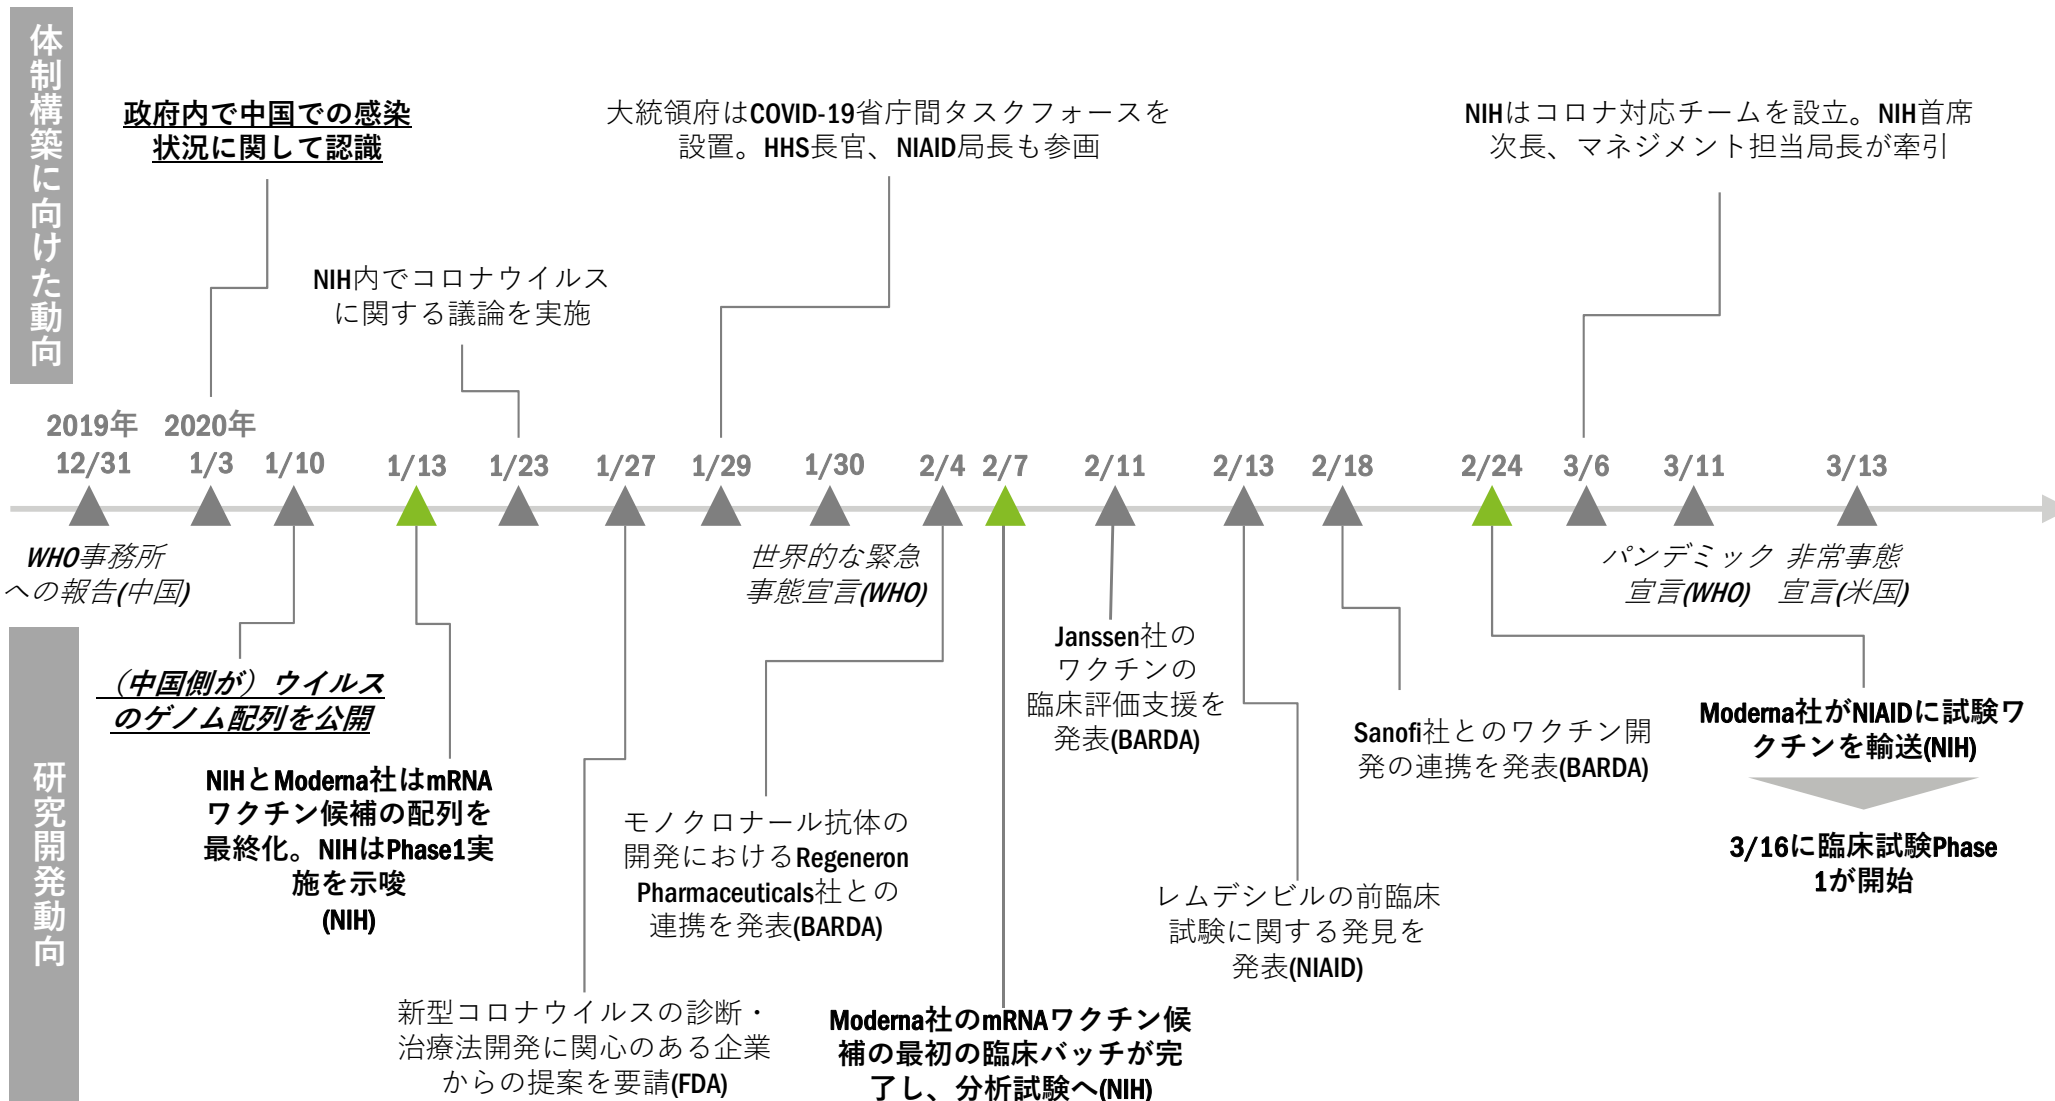 体制構築に向けた動向
政府内で中国での感染
状況に関して認識
大統領府はCOVID-19省庁間タスクフォースを
設置。HHS長官、NIAID局長も参画
NIHはコロナ対応チームを設立。NIH首席
次長、マネジメント担当局長が牽引
NIH内でコロナウイルス
に関する議論を実施
2019年
12/31
2020年
1/3
1/10
1/13
1/23
1/27
1/29
1/30
2/4
2/7
2/11
2/13
2/18
2/24
3/6
3/11
3/13
WHO事務所
への報告(中国)
世界的な緊急
事態宣言(WHO)
パンデミック
宣言(WHO)
非常事態
宣言(米国)
研究開発動向
（中国側が）ウイルス
のゲノム配列を公開
NIHとModerna社はmRNA
ワクチン候補の配列を
最終化。NIHはPhase1実
施を示唆
(NIH)
新型コロナウイルスの診断・
治療法開発に関心のある企業
からの提案を要請(FDA)
モノクロナール抗体の
開発におけるRegeneron
Pharmaceuticals社との
連携を発表(BARDA)
Moderna社のmRNAワクチン候
補の最初の臨床バッチが完
了し、分析試験へ(NIH)
Janssen社の
ワクチンの
臨床評価支援を
発表(BARDA)
レムデシビルの前臨床
試験に関する発見を
発表(NIAID)
Sanofi社とのワクチン開
発の連携を発表(BARDA)
Moderna社がNIAIDに試験ワ
クチンを輸送(NIH)
3/16に臨床試験Phase
1が開始